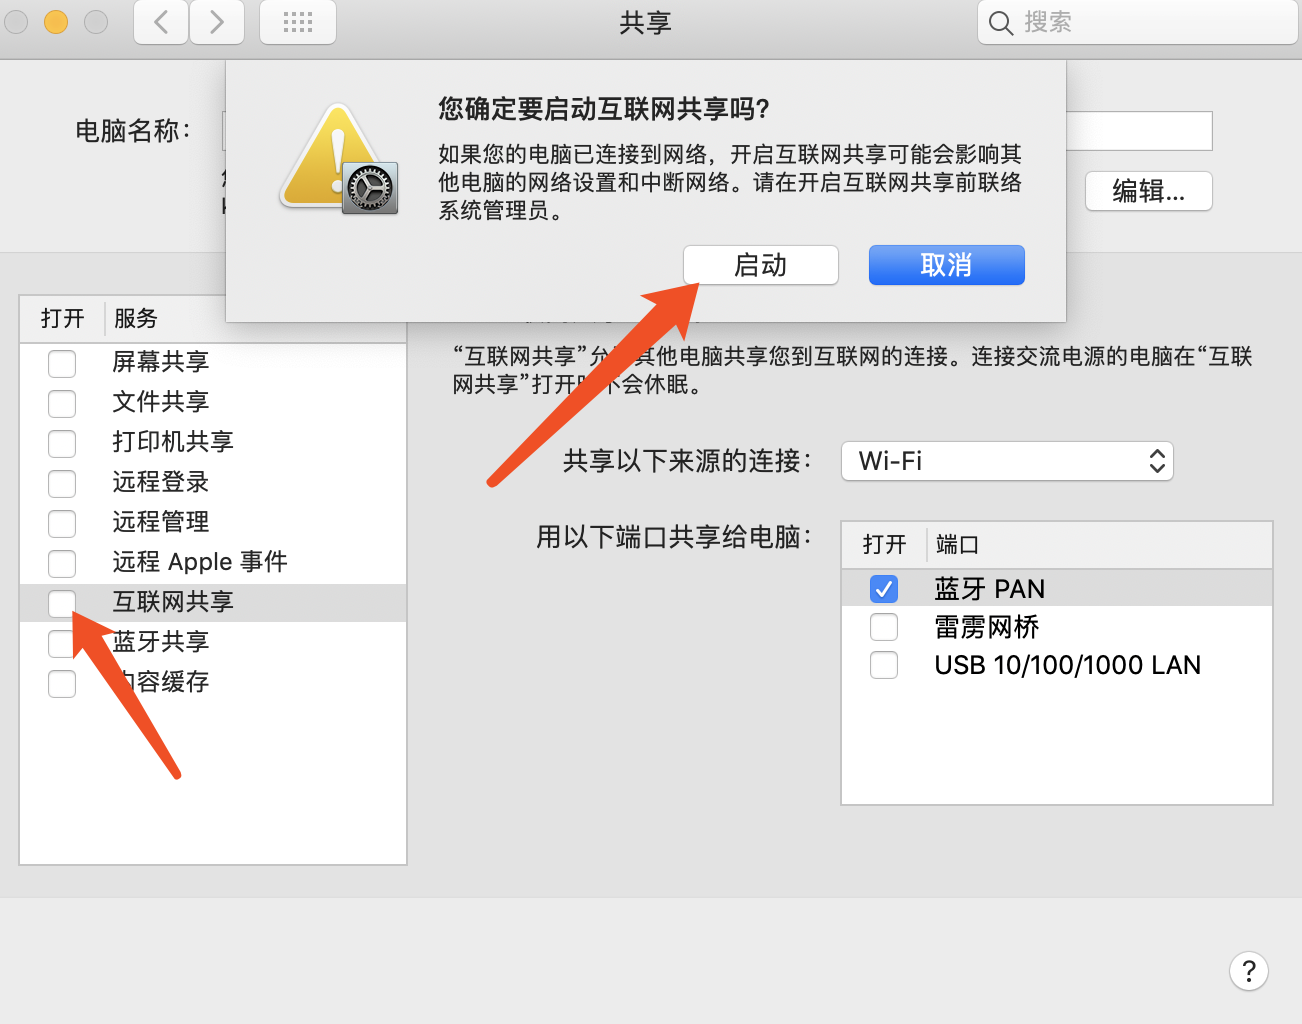 共享
搜索
您确定要启动互联网共享吗?
如果您的电脑已连接到网络，开启互联网共享可能会影响其
他电脑的网络设置和中断网络。请在开启互联网共享前联络
系统管理员。
启动
取消
电脑名称：
编辑...
打开 服务
屏幕共享
文件共享
打印机共享
远程登录
远程管理
远程 Apple 事件
互联网共享
蓝牙共享
容缓存
“互联网共享”允 其他电脑共享您到互联网的连接。连接交流电源的电脑在“互联
网共享”打开 不会休眠。
共享以下来源的连接：
Wi-Fi
用以下端口共享给电脑：
打开 端口
蓝牙 PAN
雷雳网桥
USB 10/100/1000 LAN
?